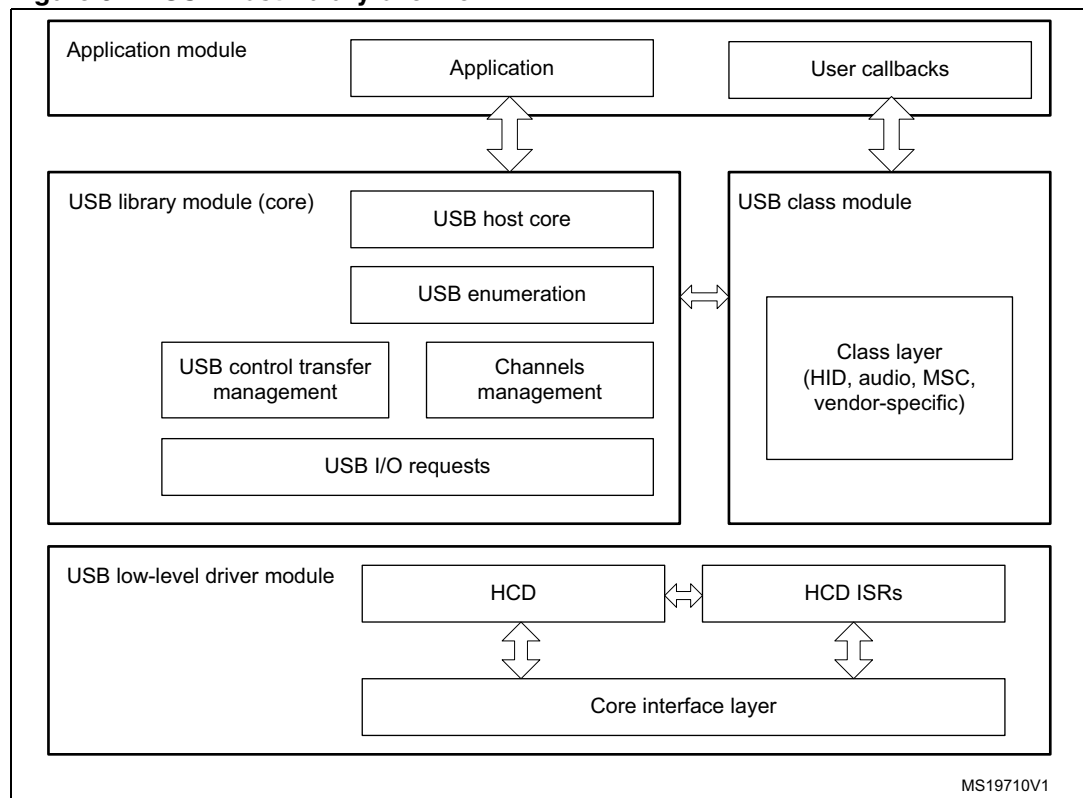 Application module
Application
User callbacks
USB library module (core)
USB host core
USB enumeration
USB control transfer
management
Channels
management
USB I/O requests
USB class module
Class layer
(HID, audio, MSC,
vendor-specific)
USB low-level driver module
HCD
HCD ISRs
Core interface layer
MS19710V1